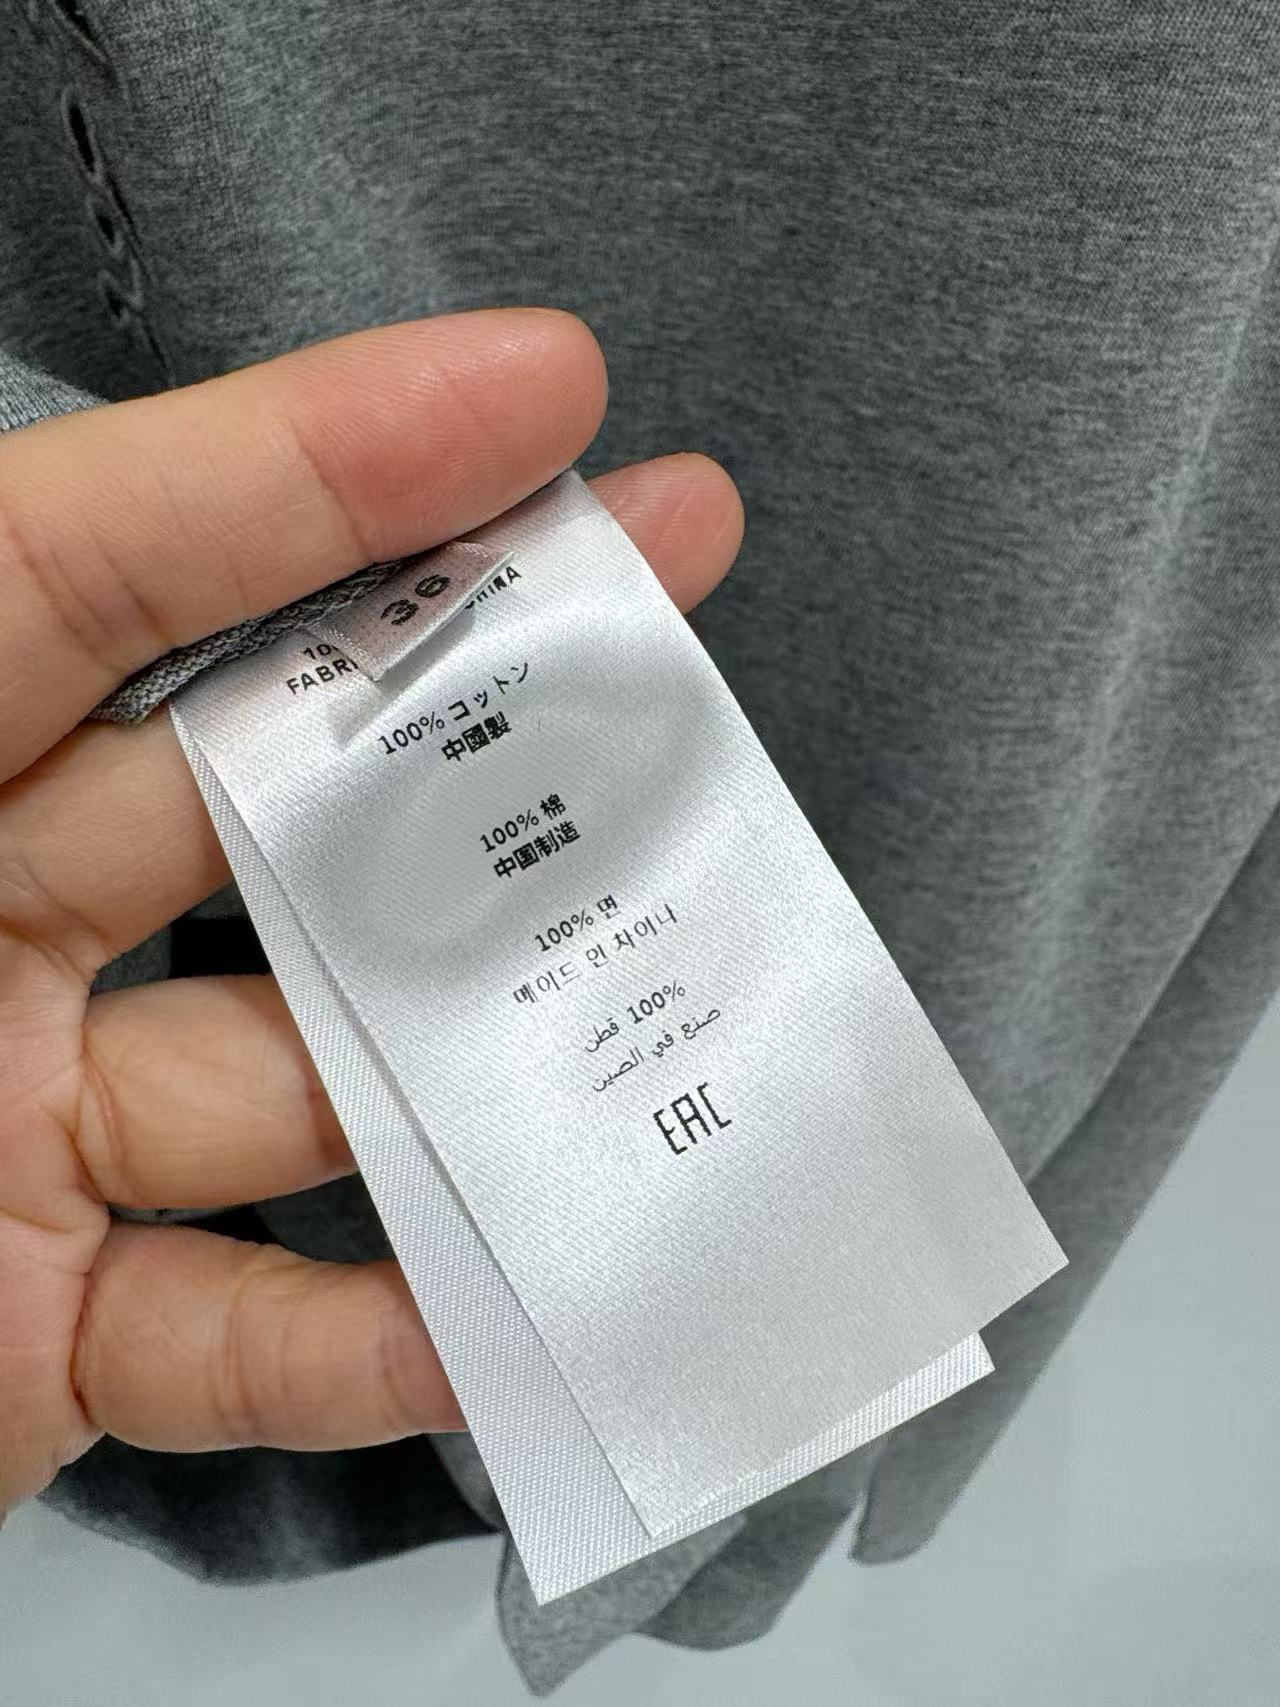 36
100% コットン
中國製
100% 棉
中国制造
100% 면
메이드 인 차이나
100% قطن
صنع في الصين
EAC